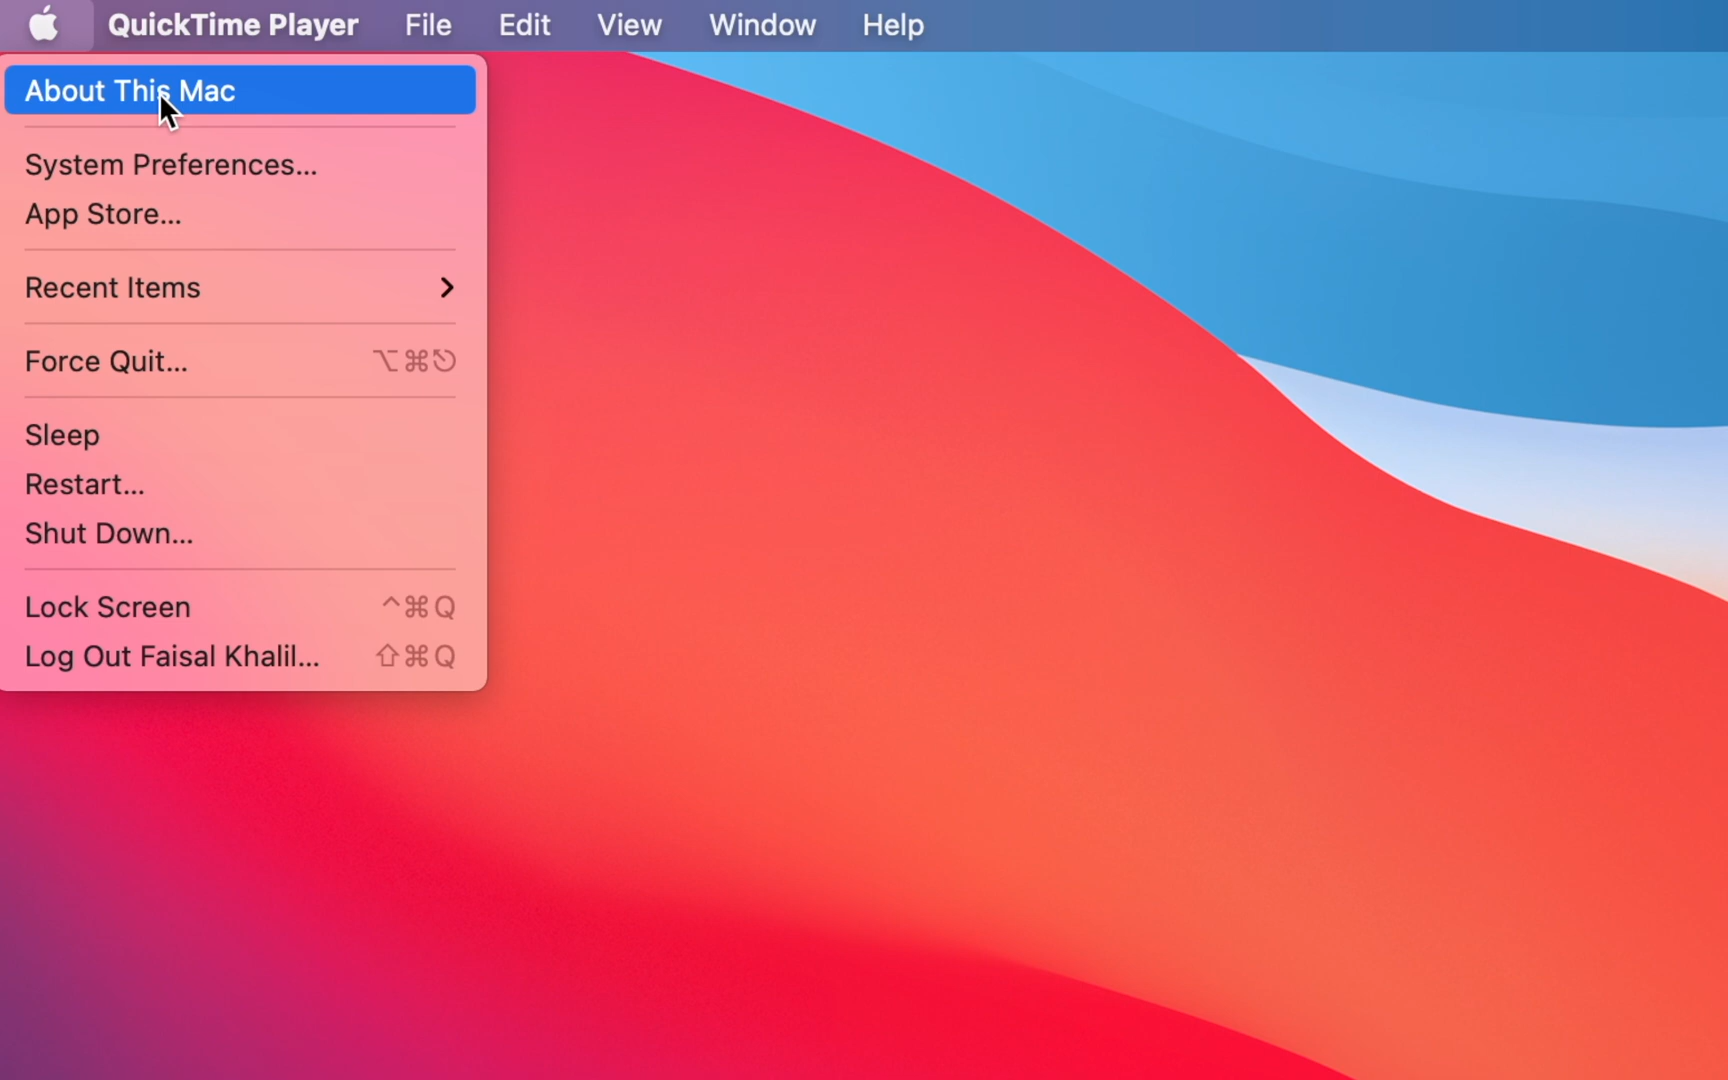 QuickTime Player File Edit View Window Help
About This Mac
System Preferences...
App Store...
Recent Items
Force Quit... ⌥⌘⎋
Sleep
Restart...
Shut Down...
Lock Screen ^⌘Q
Log Out Faisal Khalil... ⇧⌘Q